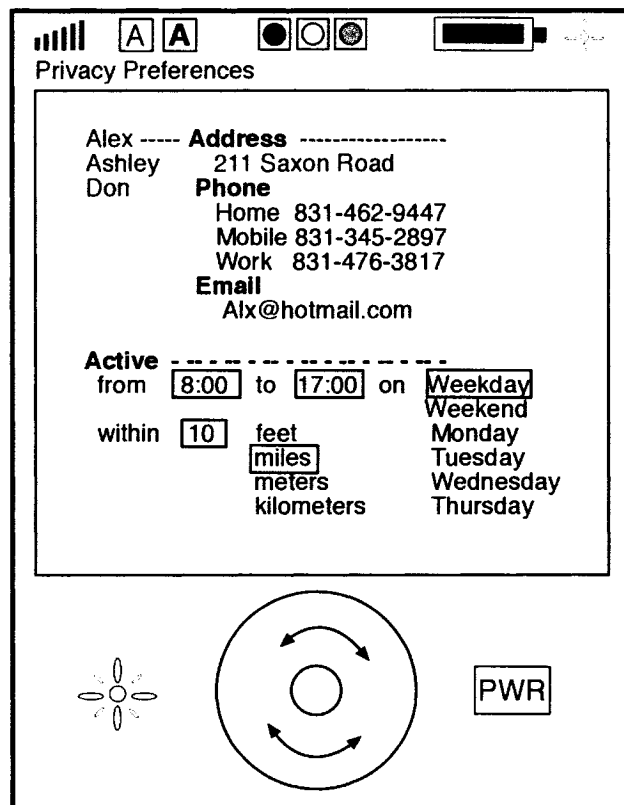 A A
Privacy Preferences
Alex ----- Address -----------------
Ashley 211 Saxon Road
Don Phone
Home 831-462-9447
Mobile 831-345-2897
Work 831-476-3817
Email
Alx@hotmail.com
Active - - - - - - - - - - - - - - - - -
from 8:00 to 17:00 on Weekday
Weekend
within 10 feet Monday
miles Tuesday
meters Wednesday
kilometers Thursday
PWR